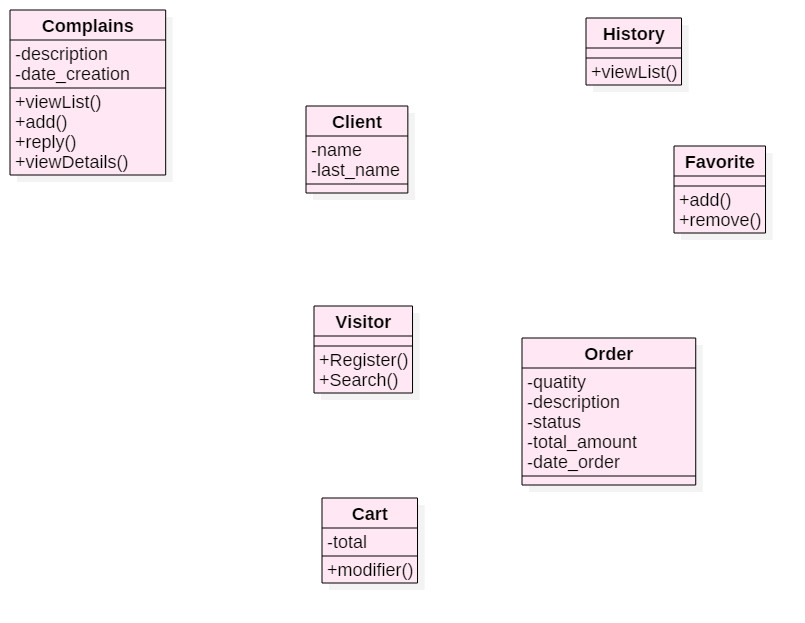 Complains
-description
-date_creation
+viewList()
+add()
+reply()
+viewDetails()
Client
-name
-last_name
History
+viewList()
Favorite
+add()
+remove()
Visitor
+Register()
+Search()
Order
-quatity
-description
-status
-total_amount
-date_order
Cart
-total
+modifier()